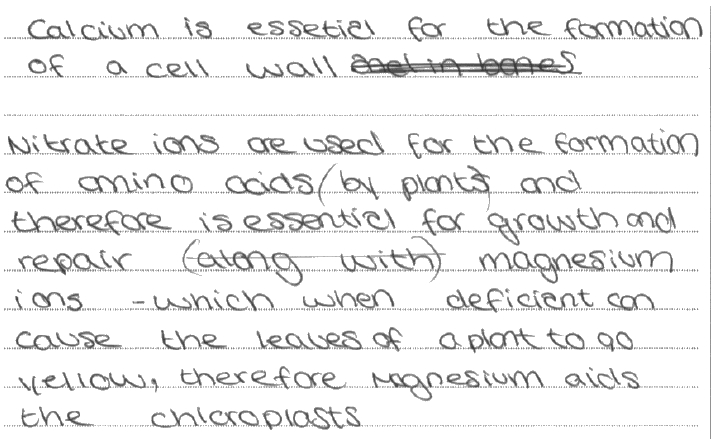 Calcium is essetiel for the formation
of a cell wall and in bones
Nitrate ions are used for the formation
of amino acids (by plants) and
therefore is essential for growth and
repair (along with) magnesium
ions - which when deficient can
cause the leaves of a plant to go
yellow, therefore Magnesium aids
the chloroplasts